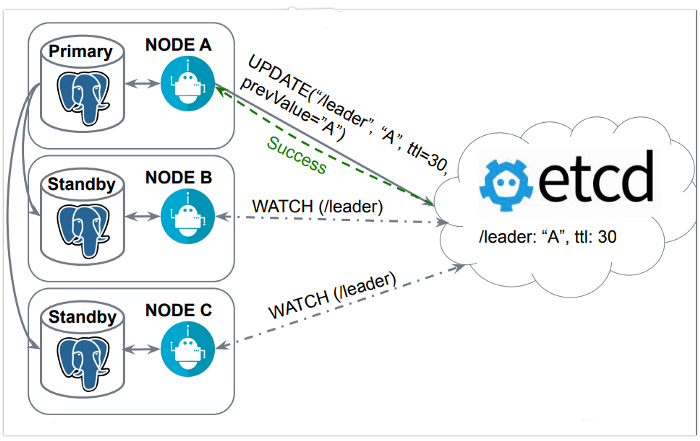 Primary
NODE A
UPDATE(“/leader”, “A”, ttl=30,
prevValue=”A”)
Success
Standby
NODE B
WATCH (/leader)
etcd
/leader: “A”, ttl: 30
Standby
NODE C
WATCH (/leader)